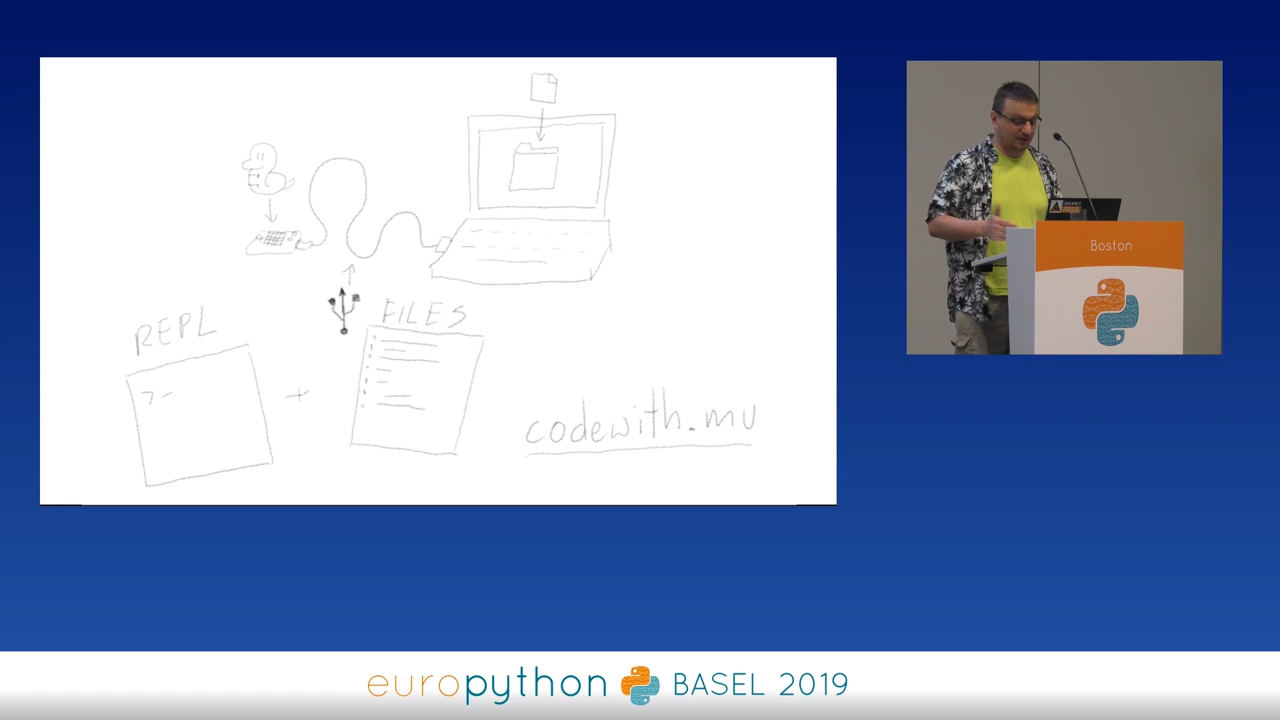 REPL
FILES
codewith.mu
Boston
europython BASEL 2019